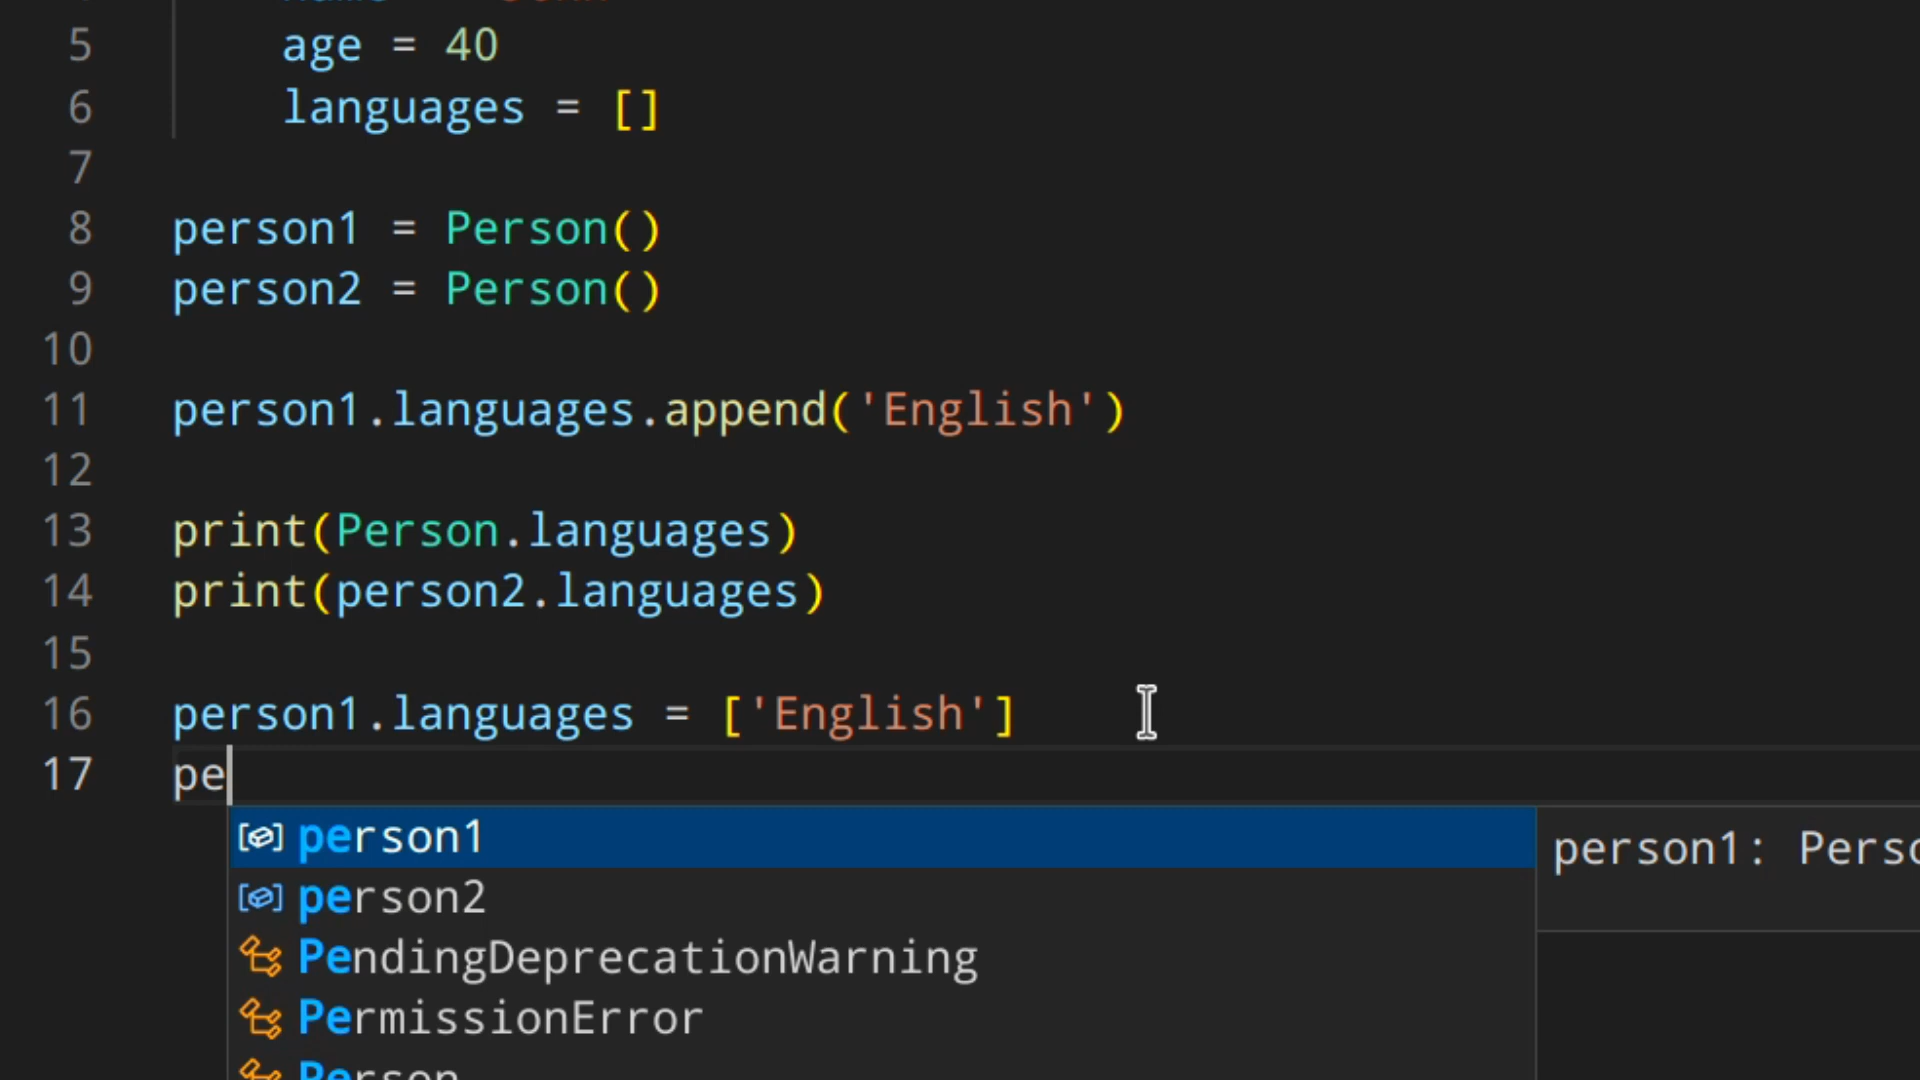 5 age = 40
6 languages = []
7
8 person1 = Person()
9 person2 = Person()
10
11 person1.languages.append('English')
12
13 print(Person.languages)
14 print(person2.languages)
15
16 person1.languages = ['English']
17 pe
person1
person1:
person2
PendingDeprecationWarning
PermissionError
Person